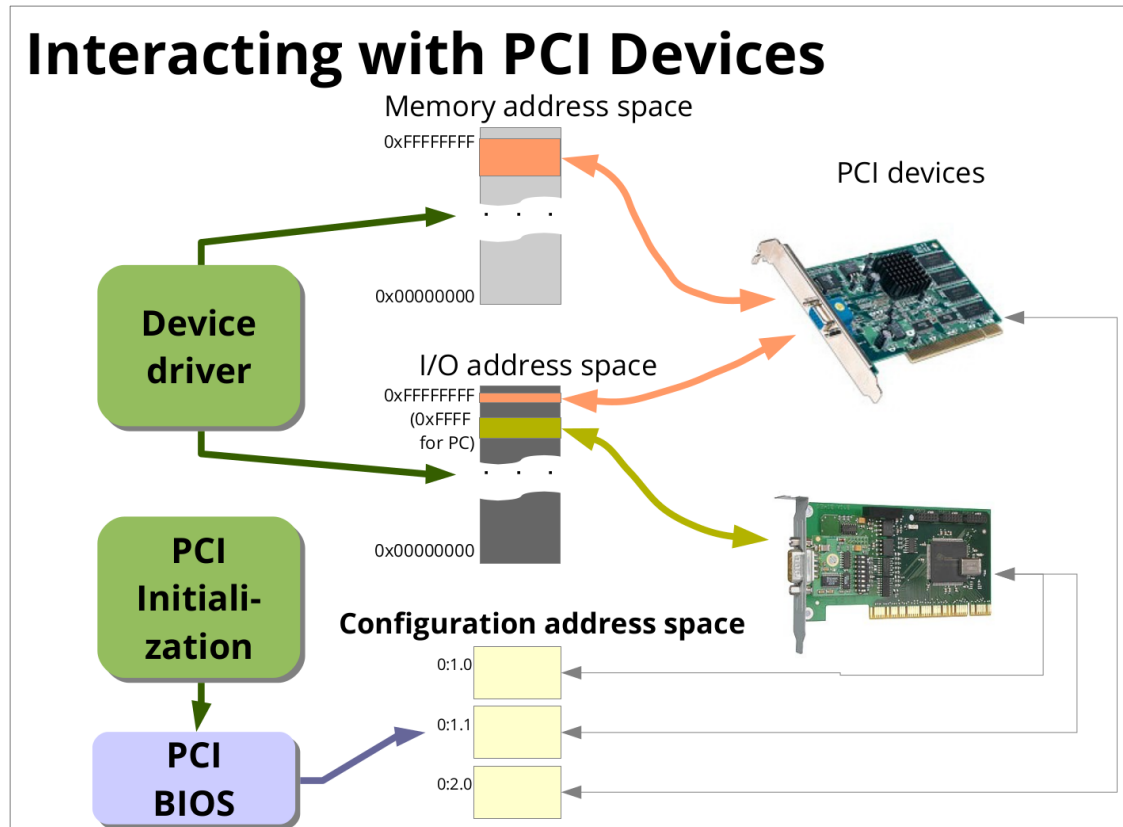 Interacting with PCI Devices
Memory address space
0xFFFFFFFF
PCI devices
. . .
0x00000000
Device
driver
I/O address space
0xFFFFFFFF
(0xFFFF
for PC)
. . .
0x00000000
PCI
Initiali-
zation
Configuration address space
0:1.0
0:1.1
0:2.0
PCI
BIOS